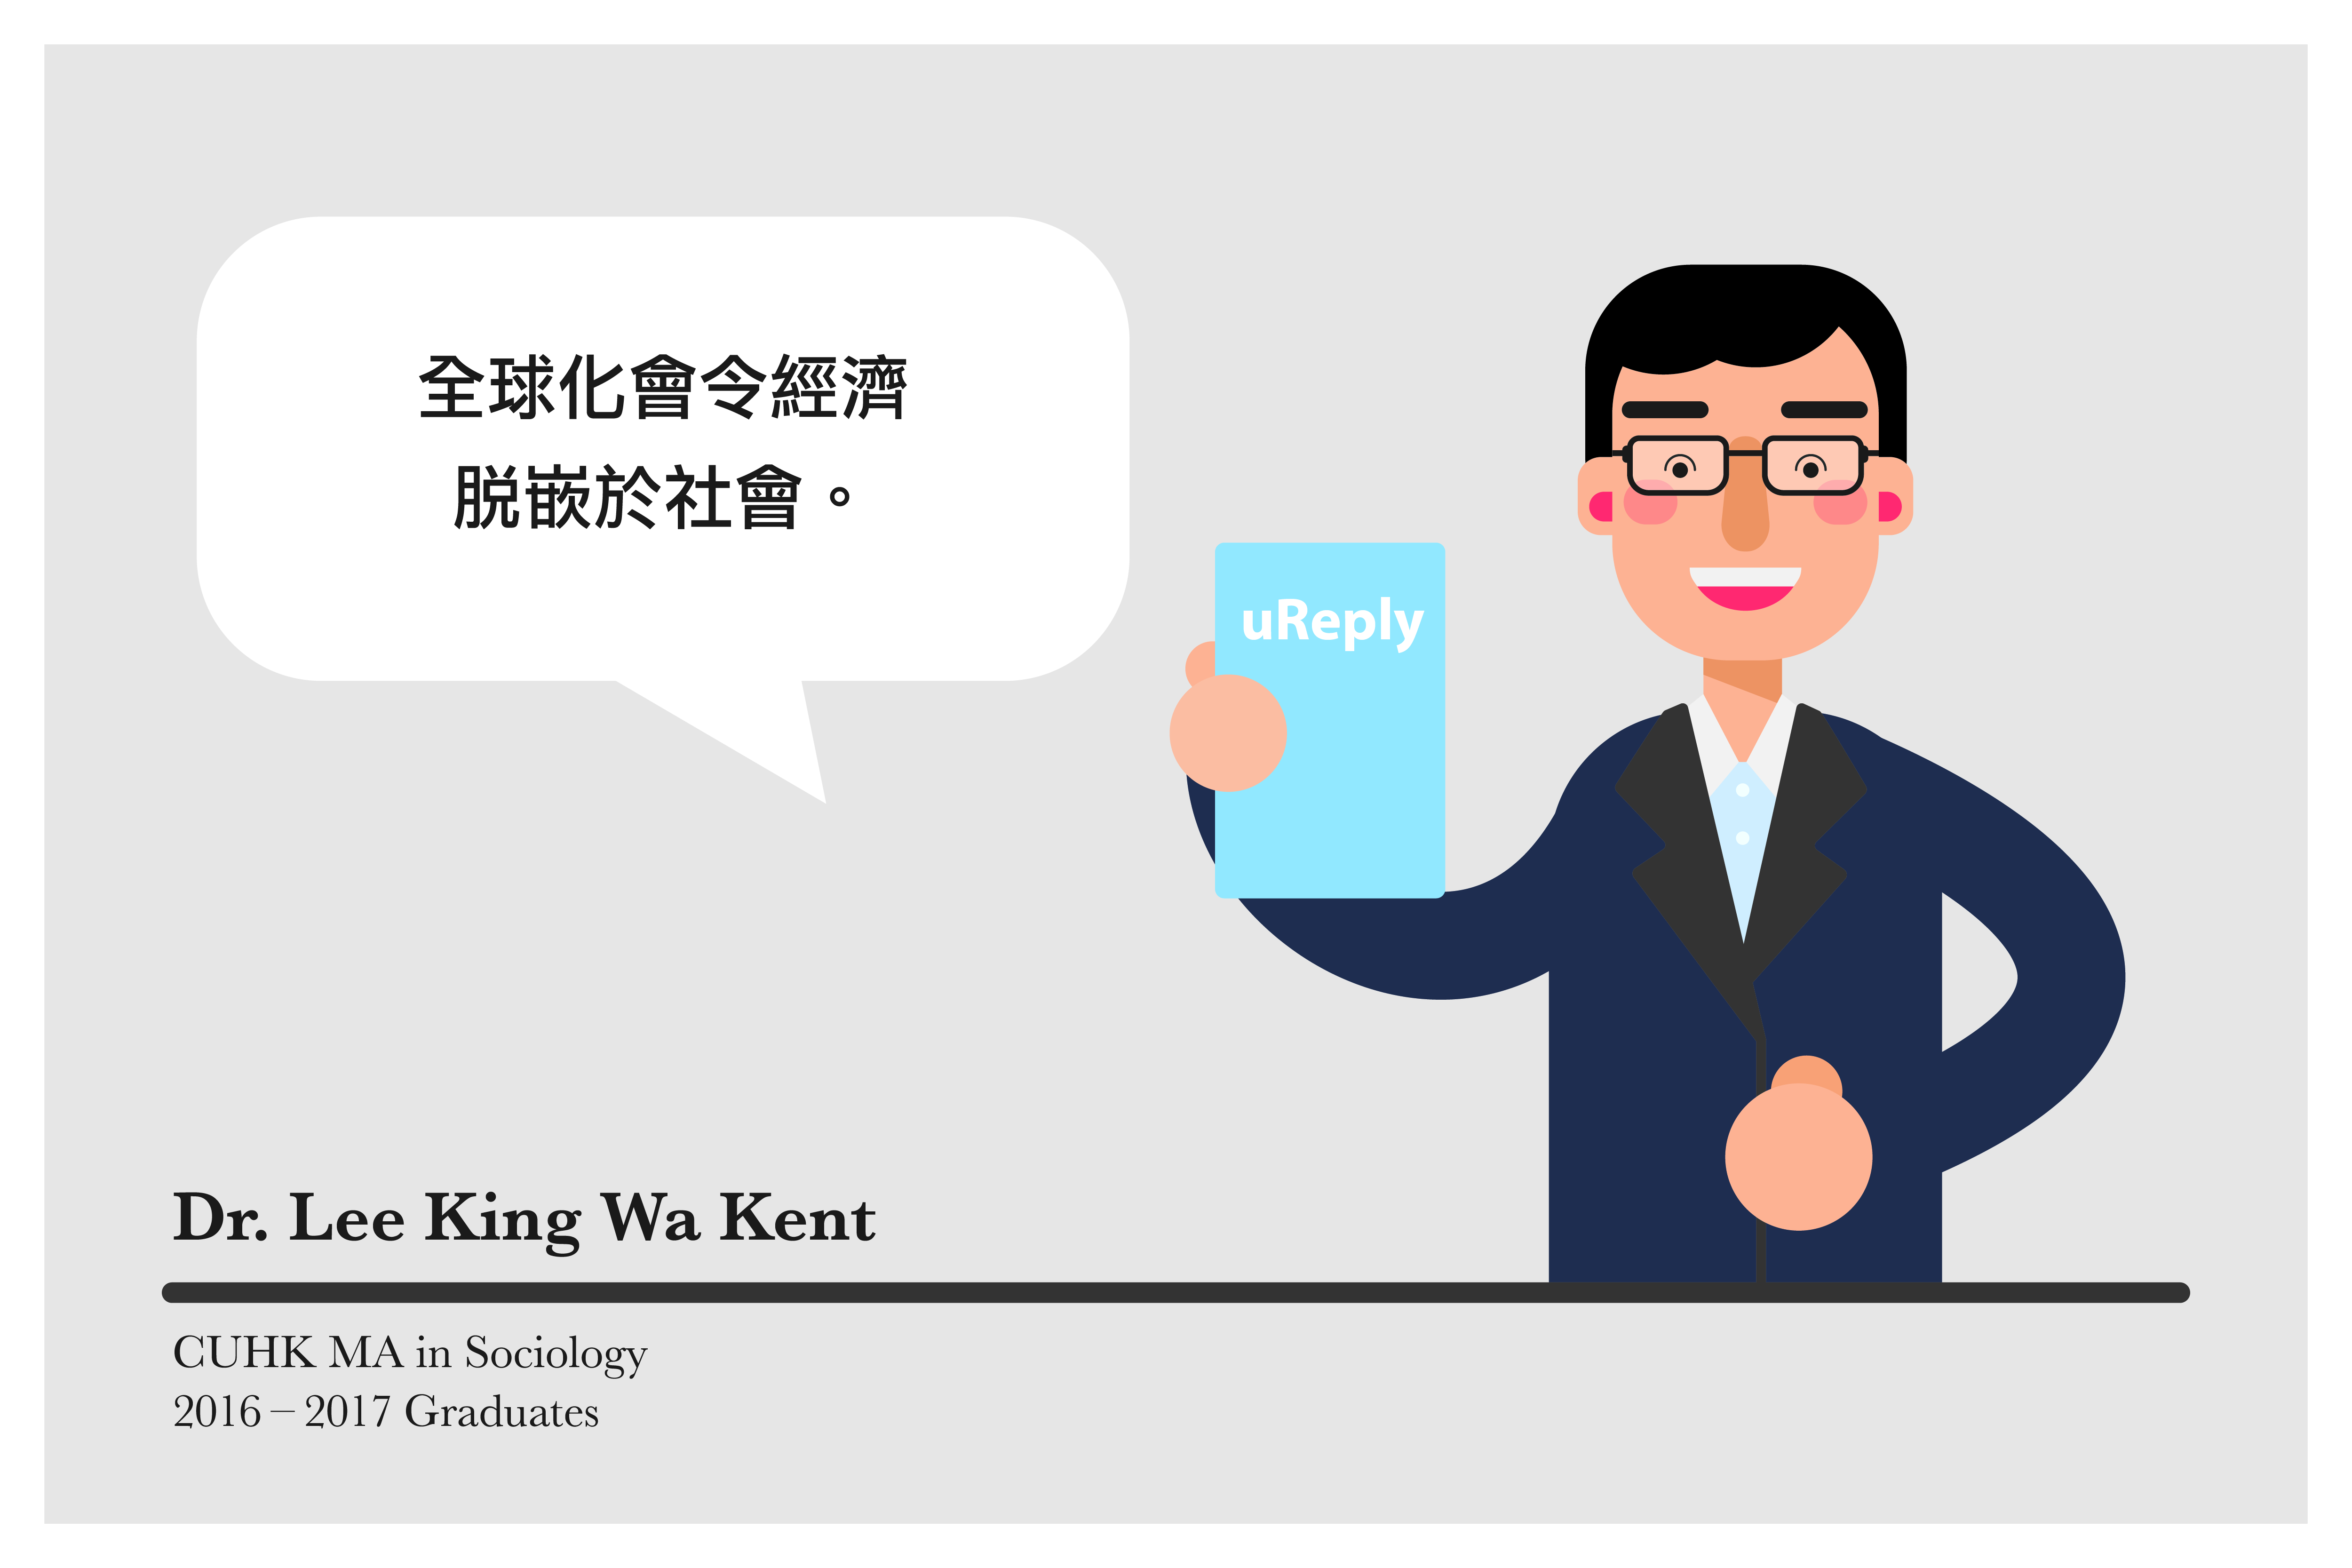 全球化會令經濟
脫嵌於社會。
uReply
Dr. Lee King Wa Kent
CUHK MA in Sociology
2016 – 2017 Graduates